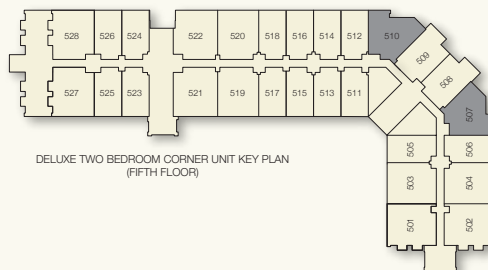 528 526 524 522 520 518 516 514 512 510
509
508
507
527 525 523 521 519 517 515 513 511
505 506
503 504
501 502
DELUXE TWO BEDROOM CORNER UNIT KEY PLAN
(FIFTH FLOOR)